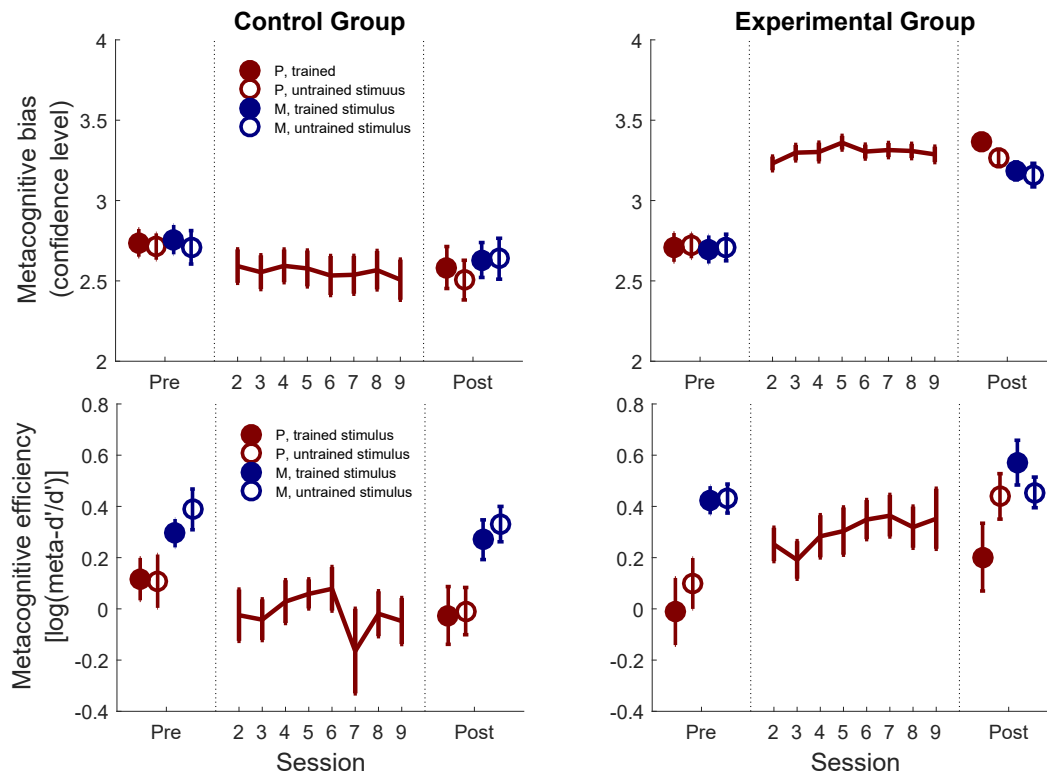 Control Group
Experimental Group
Metacognitive bias
(confidence level)
4
3.5
3
2.5
2
P, trained
P, untrained stimuus
M, trained stimulus
M, untrained stimulus
Pre
2 3 4 5 6 7 8 9
Post
4
3.5
3
2.5
2
Pre
2 3 4 5 6 7 8 9
Post
Metacognitive efficiency
[log(meta-d'/d')]
0.8
0.6
0.4
0.2
0
-0.2
-0.4
P, trained stimulus
P, untrained stimulus
M, trained stimulus
M, untrained stimulus
Pre
2 3 4 5 6 7 8 9
Post
Session
0.8
0.6
0.4
0.2
0
-0.2
-0.4
Pre
2 3 4 5 6 7 8 9
Post
Session